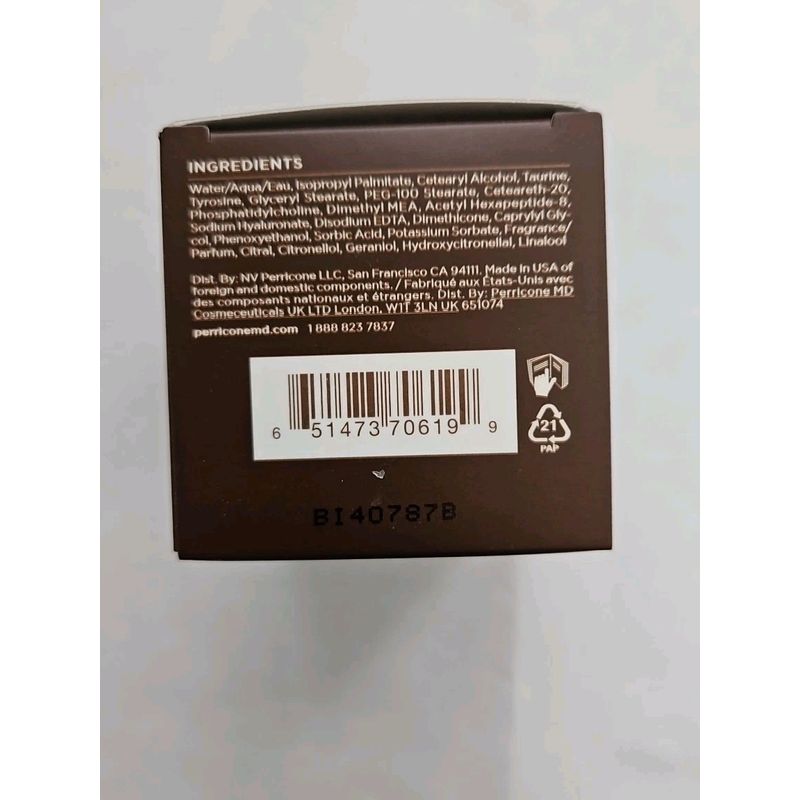 INGREDIENTS
Water/Aqua/Eau, Isopropyl Palmitate, Cetearyl Alcohol, Taurine,
Tyrosine, Glyceryl Stearate, PEG-100 Stearate, Ceteareth-20,
Phosphatidylcholine, Dimethyl MEA, Acetyl Hexapeptide-8,
Sodium Hyaluronate, Disodium EDTA, Dimethicone, Caprylyl Gly-
col, Phenoxyethanol, Sorbic Acid, Potassium Sorbate, Fragrance/
Parfum, Citral, Citronellol, Geraniol, Hydroxycitronellal, Linalool
Dist. By: NV Perricone LLC, San Francisco CA 94111. Made in USA of
foreign and domestic components. / Fabriqué aux États-Unis avec
des composants nationaux et étrangers. Dist. By: Perricone MD
Cosmeceuticals UK LTD London, W1T 3LN UK 651074
perriconemd.com 1 888 823 7837
6 51473 70619 9
21
PAP
BI40787B